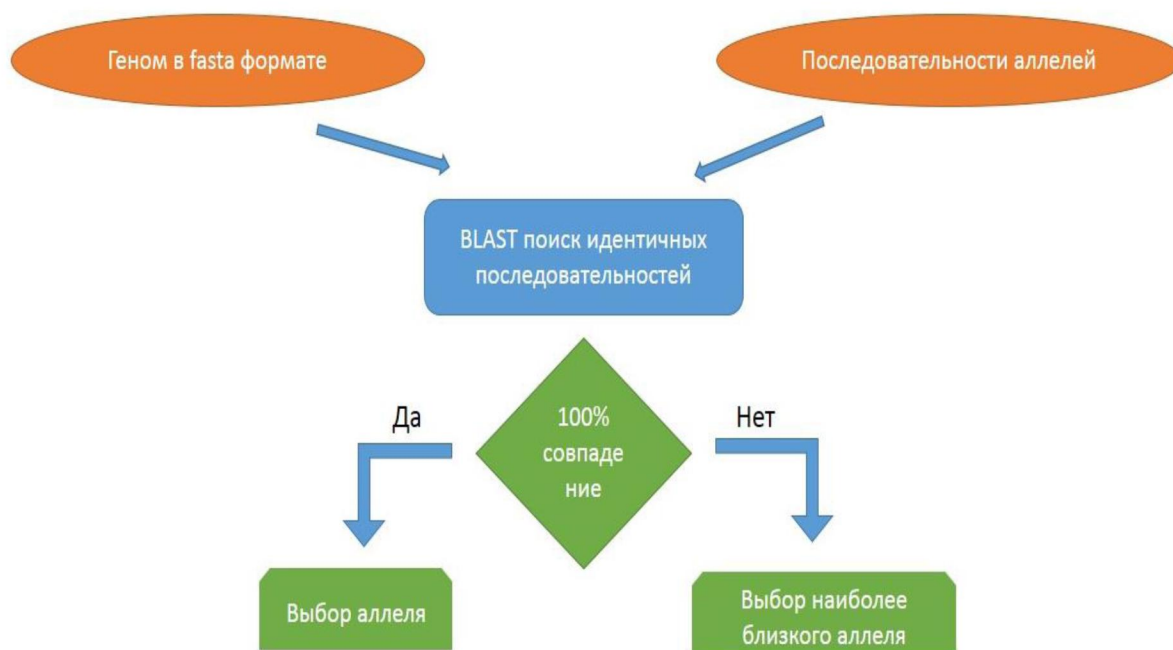 Геном в fasta формате
Последовательности аллелей
BLAST поиск идентичных
последовательностей
Да
100%
совпаде
ние
Нет
Выбор аллеля
Выбор наиболее
близкого аллеля